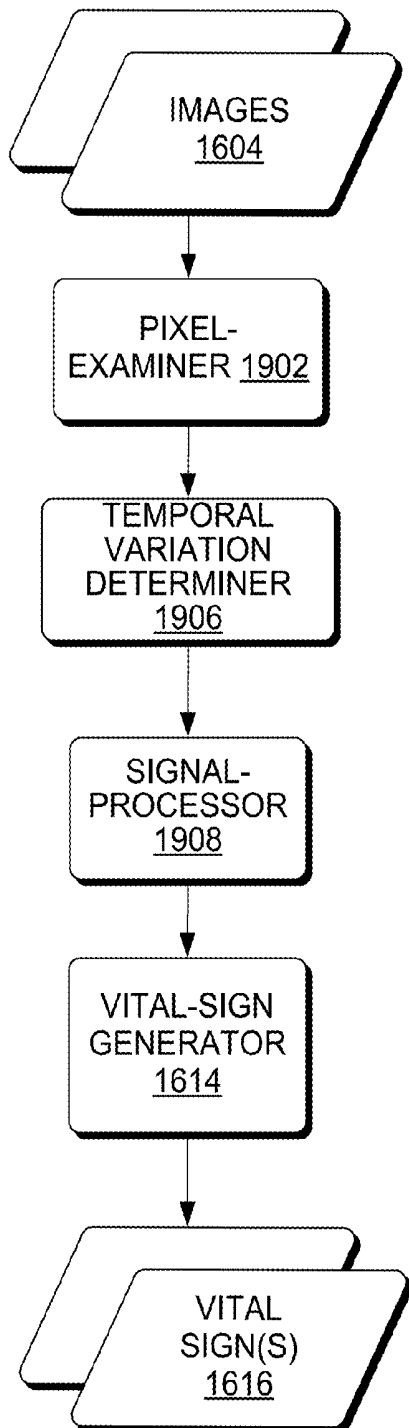 IMAGES
1604
PIXEL-
EXAMINER 1902
TEMPORAL
VARIATION
DETERMINER
1906
SIGNAL-
PROCESSOR
1908
VITAL-SIGN
GENERATOR
1614
VITAL
SIGN(S)
1616